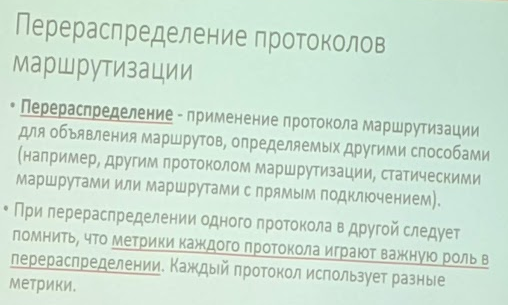 Перераспределение протоколов
маршрутизации
• Перераспределение - применение протокола маршрутизации
для объявления маршрутов, определяемых другими способами
(например, другим протоколом маршрутизации, статическими
маршрутами или маршрутами с прямым подключением).
• При перераспределении одного протокола в другой следует
помнить, что метрики каждого протокола играют важную роль в
перераспределении. Каждый протокол использует разные
метрики.